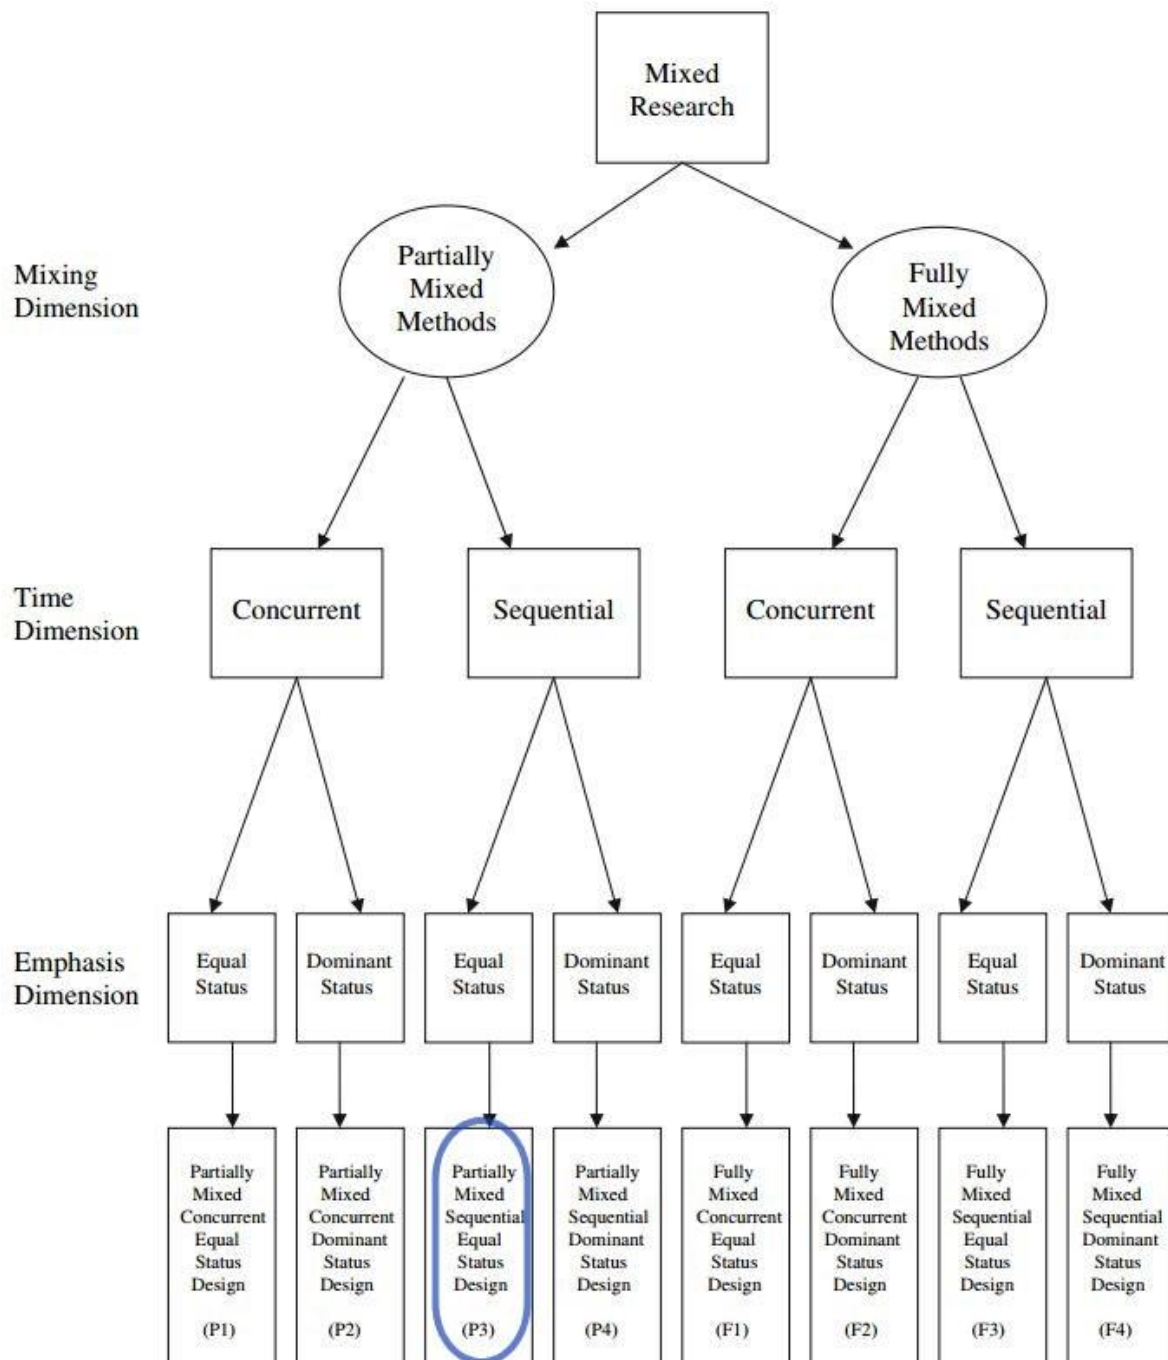 Mixed
Research
Mixing
Dimension
Partially
Mixed
Methods
Fully
Mixed
Methods
Time
Dimension
Concurrent
Sequential
Concurrent
Sequential
Emphasis
Dimension
Equal
Status
Dominant
Status
Equal
Status
Dominant
Status
Equal
Status
Dominant
Status
Equal
Status
Dominant
Status
Partially
Mixed
Concurrent
Equal
Status
Design
(P1)
Partially
Mixed
Concurrent
Dominant
Status
Design
(P2)
Partially
Mixed
Sequential
Equal
Status
Design
(P3)
Partially
Mixed
Sequential
Dominant
Status
Design
(P4)
Fully
Mixed
Concurrent
Equal
Status
Design
(F1)
Fully
Mixed
Concurrent
Dominant
Status
Design
(F2)
Fully
Mixed
Sequential
Equal
Status
Design
(F3)
Fully
Mixed
Sequential
Dominant
Status
Design
(F4)